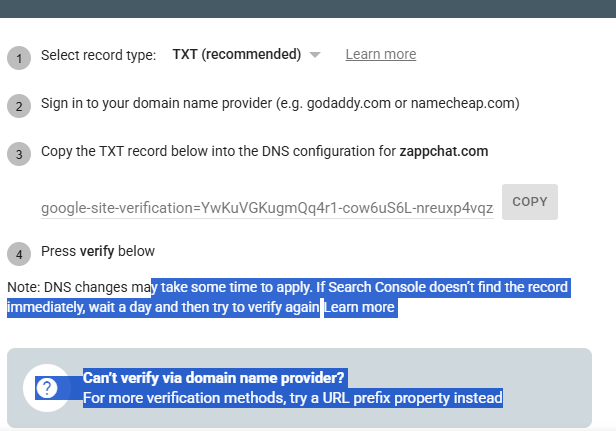 1 Select record type: TXT (recommended) Learn more
2 Sign in to your domain name provider (e.g. godaddy.com or namecheap.com)
3 Copy the TXT record below into the DNS configuration for zappchat.com
google-site-verification=YwKuVGKugmQq4r1-cow6uS6L-nreuxp4vqz COPY
4 Press verify below
Note: DNS changes may take some time to apply. If Search Console doesn’t find the record
immediately, wait a day and then try to verify again Learn more
Can’t verify via domain name provider?
For more verification methods, try a URL prefix property instead